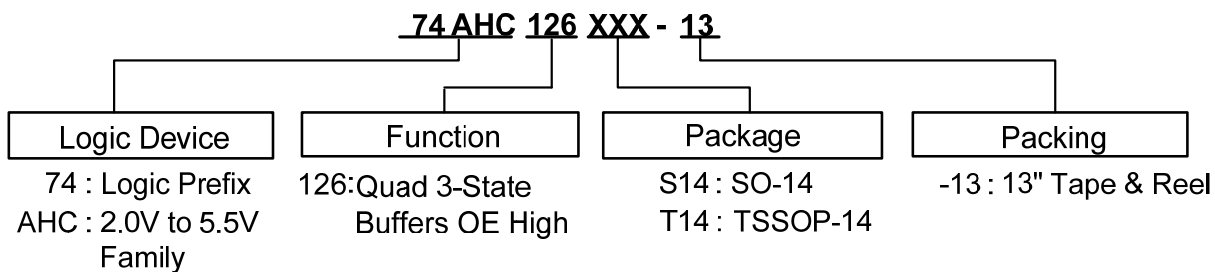 74 AHC 126 XXX - 13
Logic Device
74 : Logic Prefix
AHC : 2.0V to 5.5V
Family
Function
126:Quad 3-State
Buffers OE High
Package
S14 : SO-14
T14 : TSSOP-14
Packing
-13 : 13" Tape & Reel